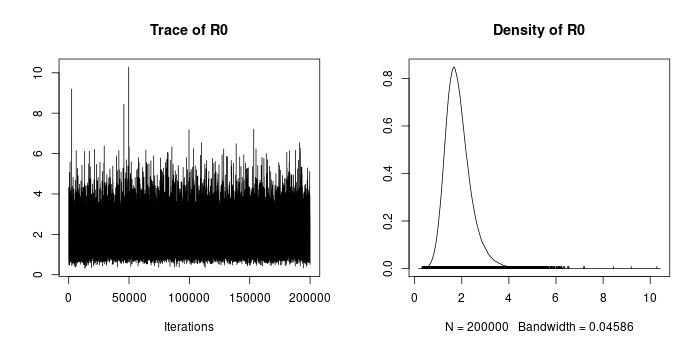 Trace of R0
10
8
6
4
2
0
0 50000 100000 150000 200000
Iterations
Density of R0
0.8
0.6
0.4
0.2
0.0
0 2 4 6 8 10
N = 200000 Bandwidth = 0.04586